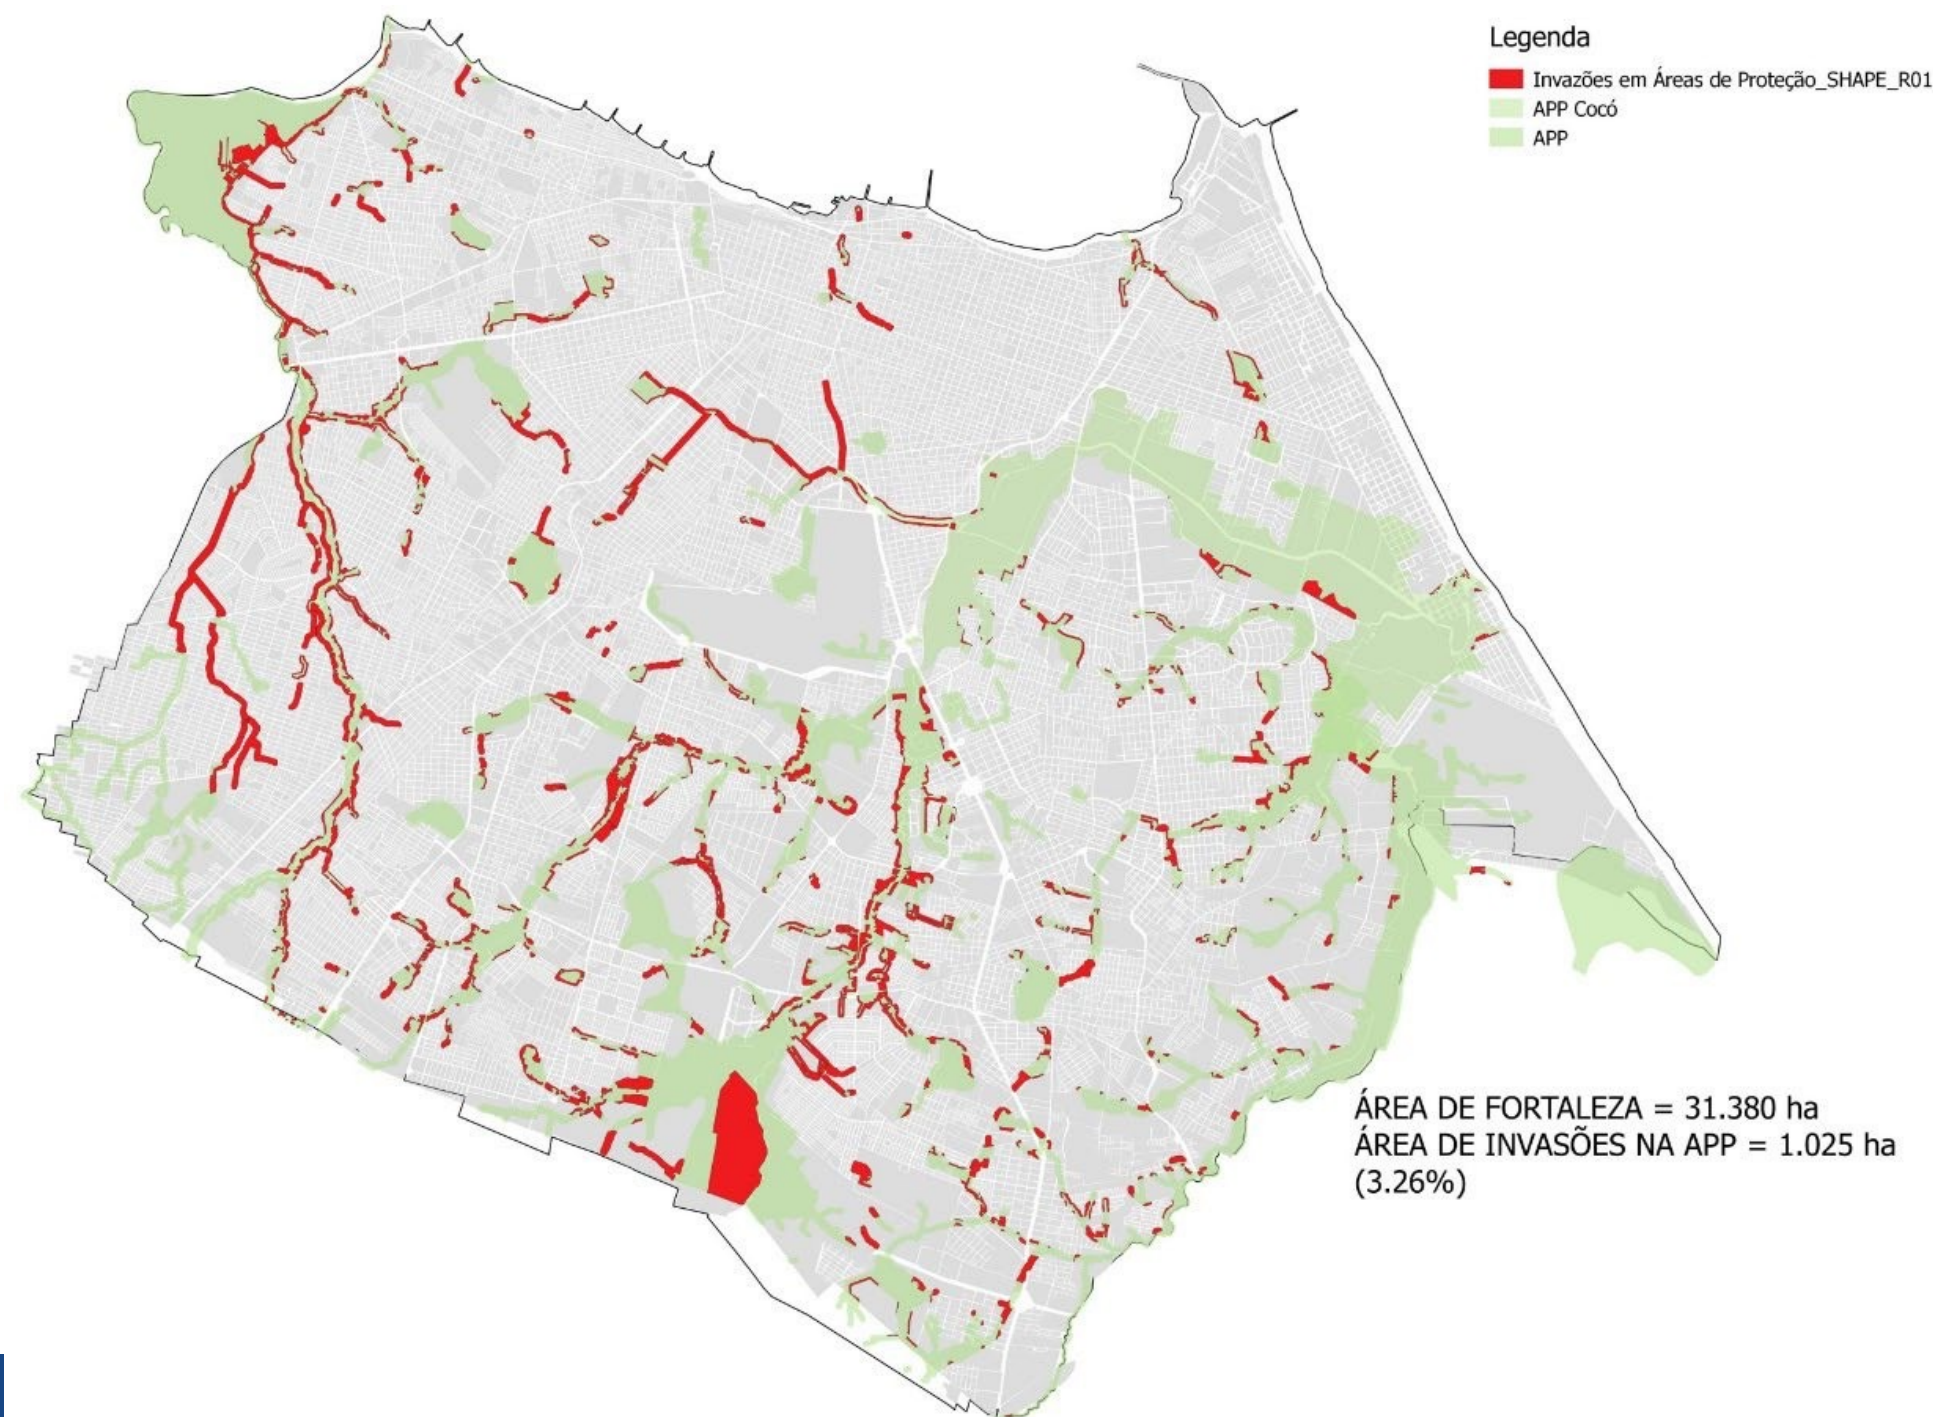 Legenda
Invazões em Áreas de Proteção_SHAPE_R01
APP Cocó
APP
ÁREA DE FORTALEZA = 31.380 ha
ÁREA DE INVASÕES NA APP = 1.025 ha
(3.26%)